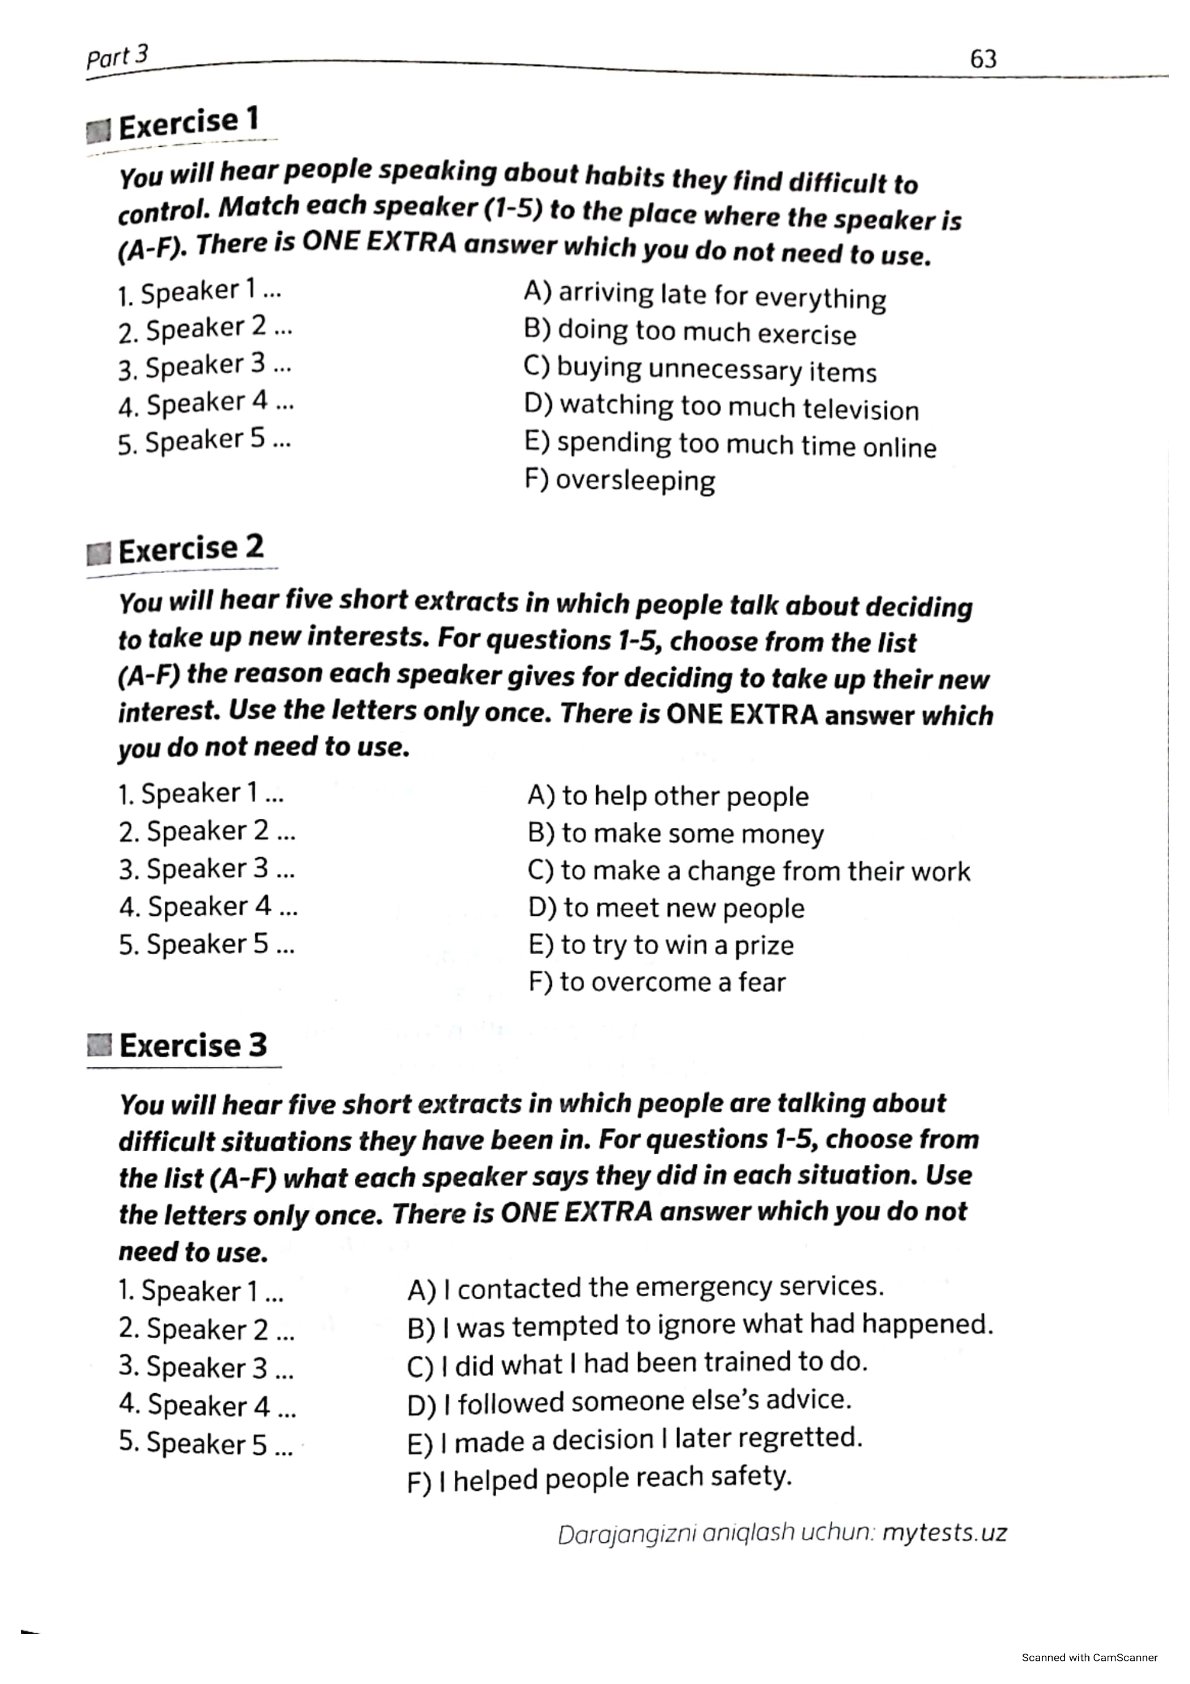 Part 3
63
Exercise 1
You will hear people speaking about habits they find difficult to
control. Match each speaker (1-5) to the place where the speaker is
(A-F). There is ONE EXTRA answer which you do not need to use.
1. Speaker 1 ...
2. Speaker 2 ...
3. Speaker 3 ...
4. Speaker 4 ...
5. Speaker 5 ...
A) arriving late for everything
B) doing too much exercise
C) buying unnecessary items
D) watching too much television
E) spending too much time online
F) oversleeping
Exercise 2
You will hear five short extracts in which people talk about deciding
to take up new interests. For questions 1-5, choose from the list
(A-F) the reason each speaker gives for deciding to take up their new
interest. Use the letters only once. There is ONE EXTRA answer which
you do not need to use.
1. Speaker 1 ...
2. Speaker 2 ...
3. Speaker 3 ...
4. Speaker 4 ...
5. Speaker 5 ...
A) to help other people
B) to make some money
C) to make a change from their work
D) to meet new people
E) to try to win a prize
F) to overcome a fear
Exercise 3
You will hear five short extracts in which people are talking about
difficult situations they have been in. For questions 1-5, choose from
the list (A-F) what each speaker says they did in each situation. Use
the letters only once. There is ONE EXTRA answer which you do not
need to use.
1. Speaker 1 ...
2. Speaker 2 ...
3. Speaker 3 ...
4. Speaker 4 ...
5. Speaker 5 ...
A) I contacted the emergency services.
B) I was tempted to ignore what had happened.
C) I did what I had been trained to do.
D) I followed someone else's advice.
E) I made a decision I later regretted.
F) I helped people reach safety.
Darajangizni aniqlash uchun: mytests.uz
Scanned with CamScanner